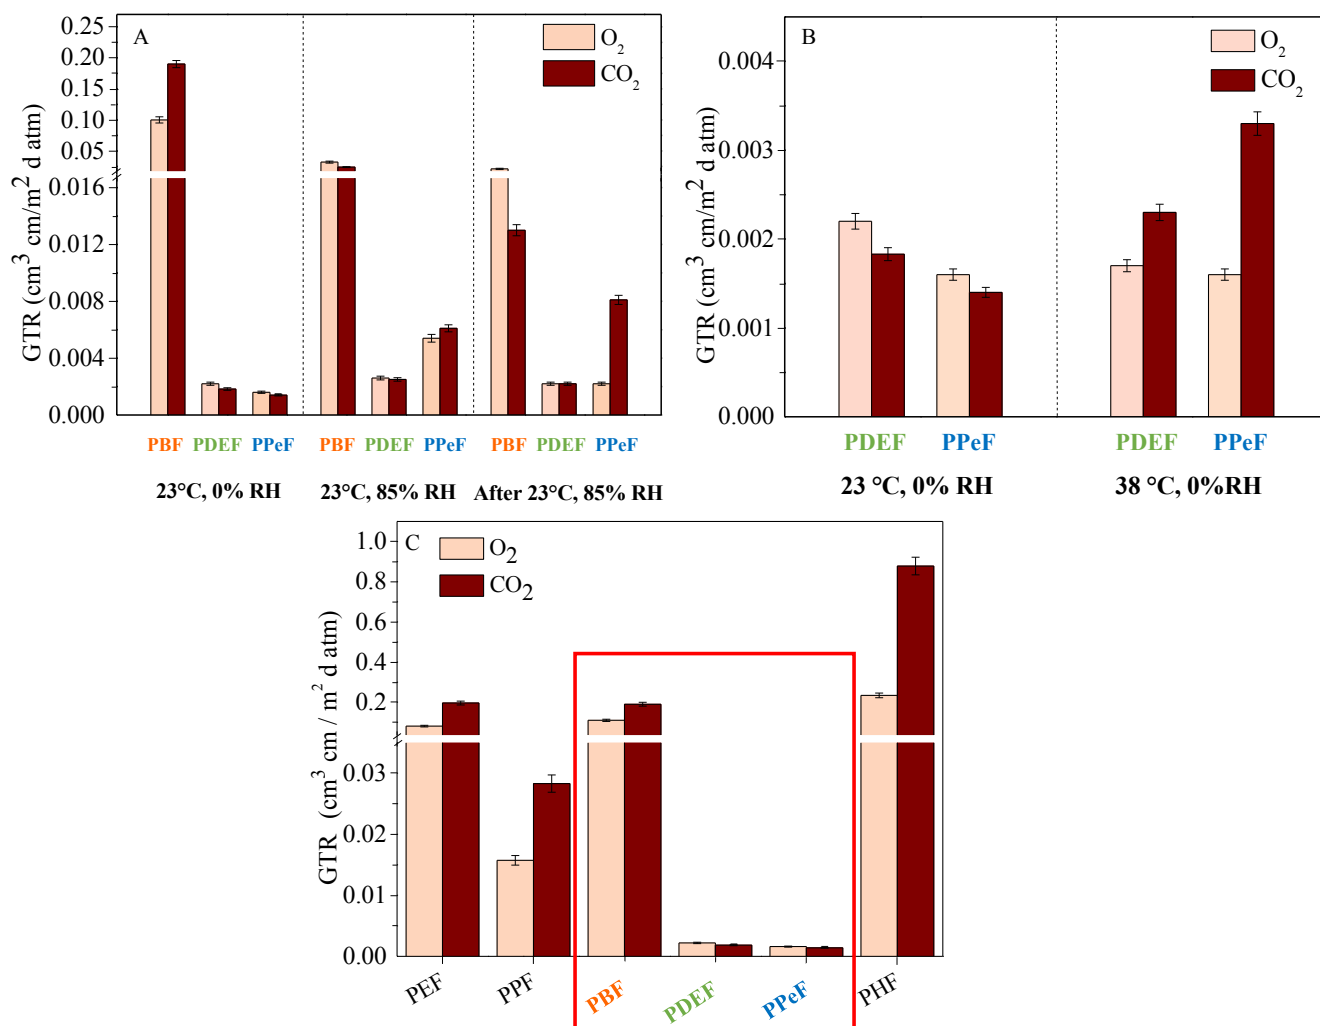 A
O2
CO2
GTR (cm3 cm/m2 d atm)
0.25
0.20
0.15
0.10
0.05
0.016
0.012
0.008
0.004
0.000
PBF PDEF PPeF PBF PDEF PPeF PBF PDEF PPeF
23°C, 0% RH 23°C, 85% RH After 23°C, 85% RH
B
O2
CO2
GTR (cm3 cm/m2 d atm)
0.004
0.003
0.002
0.001
0.000
PDEF PPeF PDEF PPeF
23 °C, 0% RH 38 °C, 0%RH
C
O2
CO2
GTR (cm3 cm / m2 d atm)
1.0
0.8
0.6
0.4
0.2
0.03
0.02
0.01
0.00
PEF PPF PBF PDEF PPeF PHF